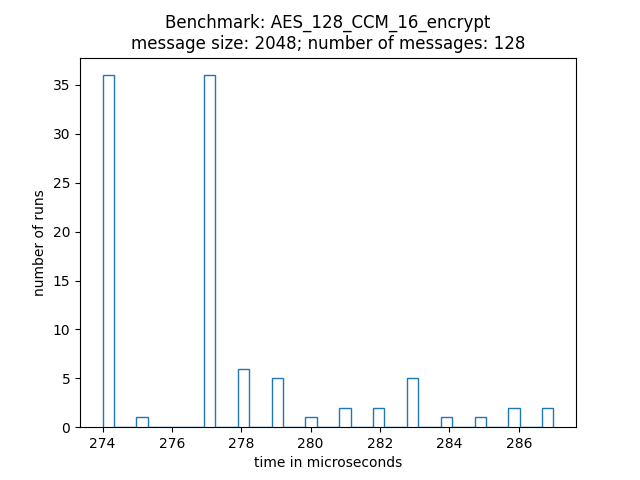 Benchmark: AES_128_CCM_16_encrypt
message size: 2048; number of messages: 128
35
30
25
20
15
10
5
0
number of runs
274 276 278 280 282 284 286
time in microseconds